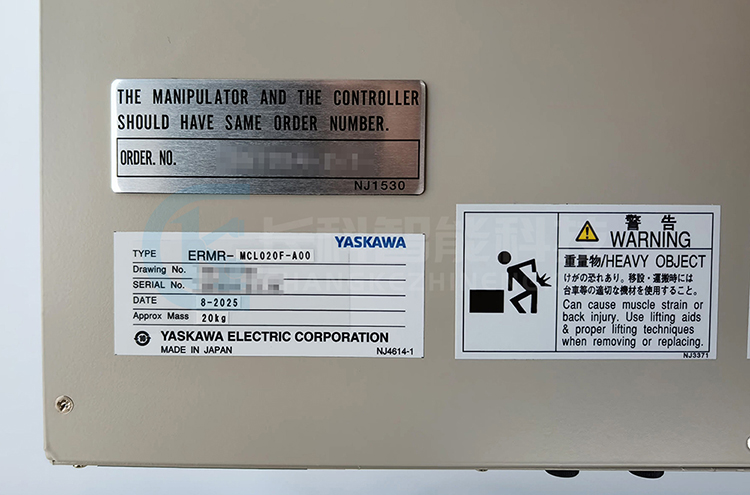 THE MANIPULATOR AND THE CONTROLLER
SHOULD HAVE SAME ORDER NUMBER.
ORDER. NO.
NJ1530
YASKAWA
TYPE ERMR- MCL020F-A00
Drawing No.
SERIAL No.
DATE 8-2025
Approx Mass 20kg
YASKAWA ELECTRIC CORPORATION
MADE IN JAPAN NJ4614-1
警告
WARNING
重量物/HEAVY OBJECT
けがの恐れあり。移設・運搬時には
台車等の適切な機材を使用すること。
Can cause muscle strain or
back injury. Use lifting aids
& proper lifting techniques
when removing or replacing.
NJ3371